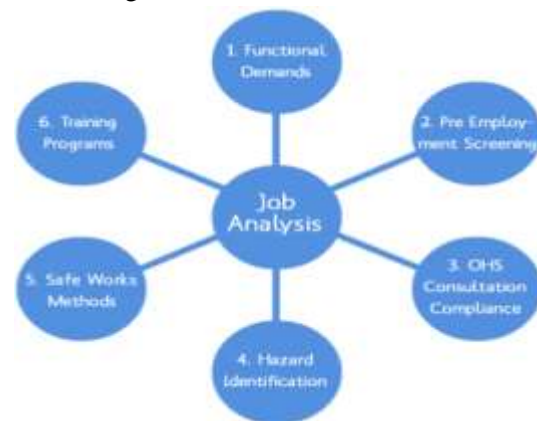 1. Functional
Demands
2. Pre Employ-
ment Screening
3. OHS
Consultation
Compliance
4. Hazard
Identification
5. Safe Works
Methods
6. Training
Programs
Job
Analysis